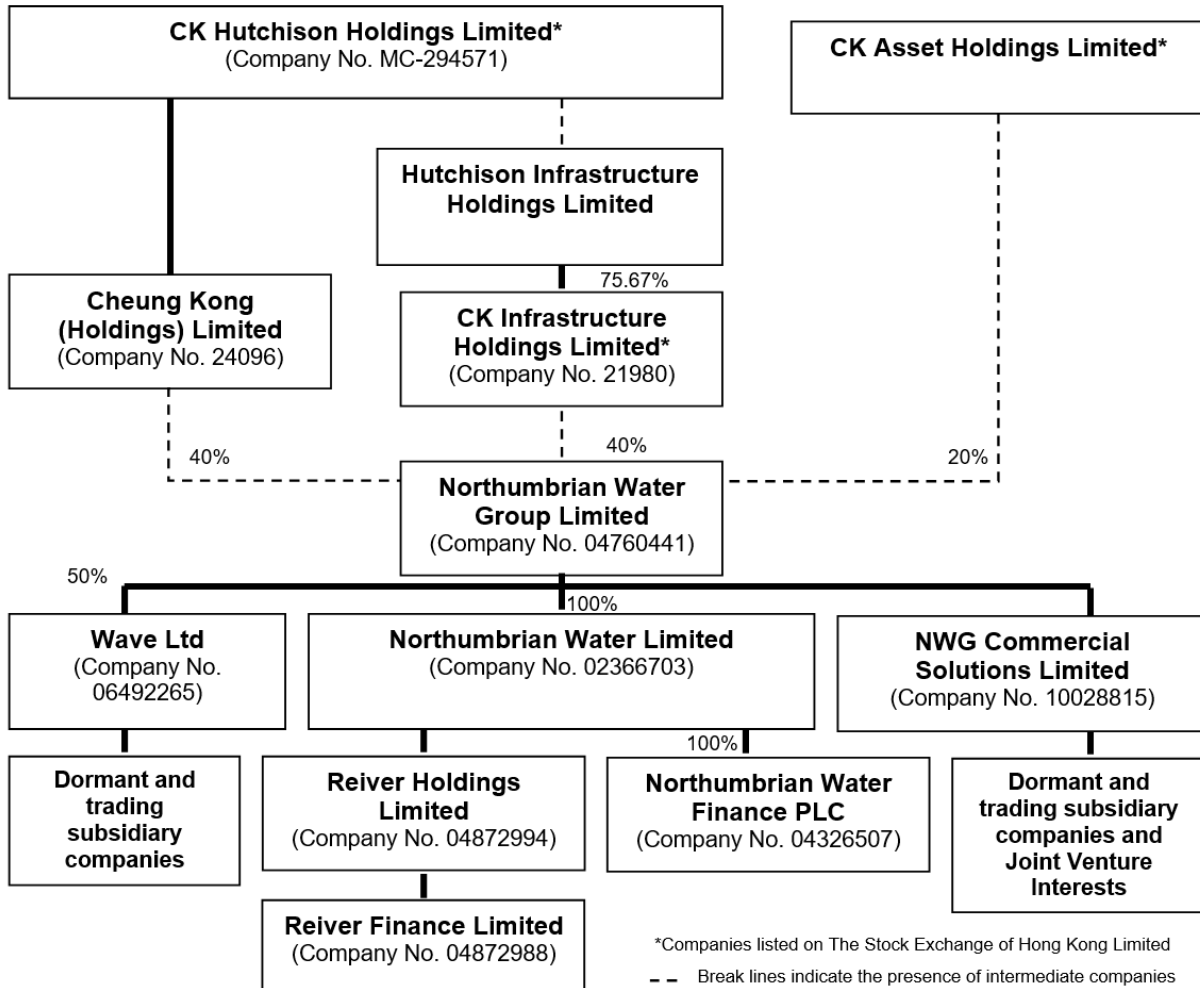 CK Hutchison Holdings Limited*
(Company No. MC-294571)
CK Asset Holdings Limited*
Hutchison Infrastructure
Holdings Limited
75.67%
Cheung Kong
(Holdings) Limited
(Company No. 24096)
CK Infrastructure
Holdings Limited*
(Company No. 21980)
40%
40%
20%
Northumbrian Water
Group Limited
(Company No. 04760441)
50%
100%
Wave Ltd
(Company No.
06492265)
Northumbrian Water Limited
(Company No. 02366703)
NWG Commercial
Solutions Limited
(Company No. 10028815)
100%
Dormant and
trading
subsidiary
companies
Reiver Holdings
Limited
(Company No. 04872994)
Northumbrian Water
Finance PLC
(Company No. 04326507)
Dormant and
trading subsidiary
companies and
Joint Venture
Interests
Reiver Finance Limited
(Company No. 04872988)
*Companies listed on The Stock Exchange of Hong Kong Limited
Break lines indicate the presence of intermediate companies